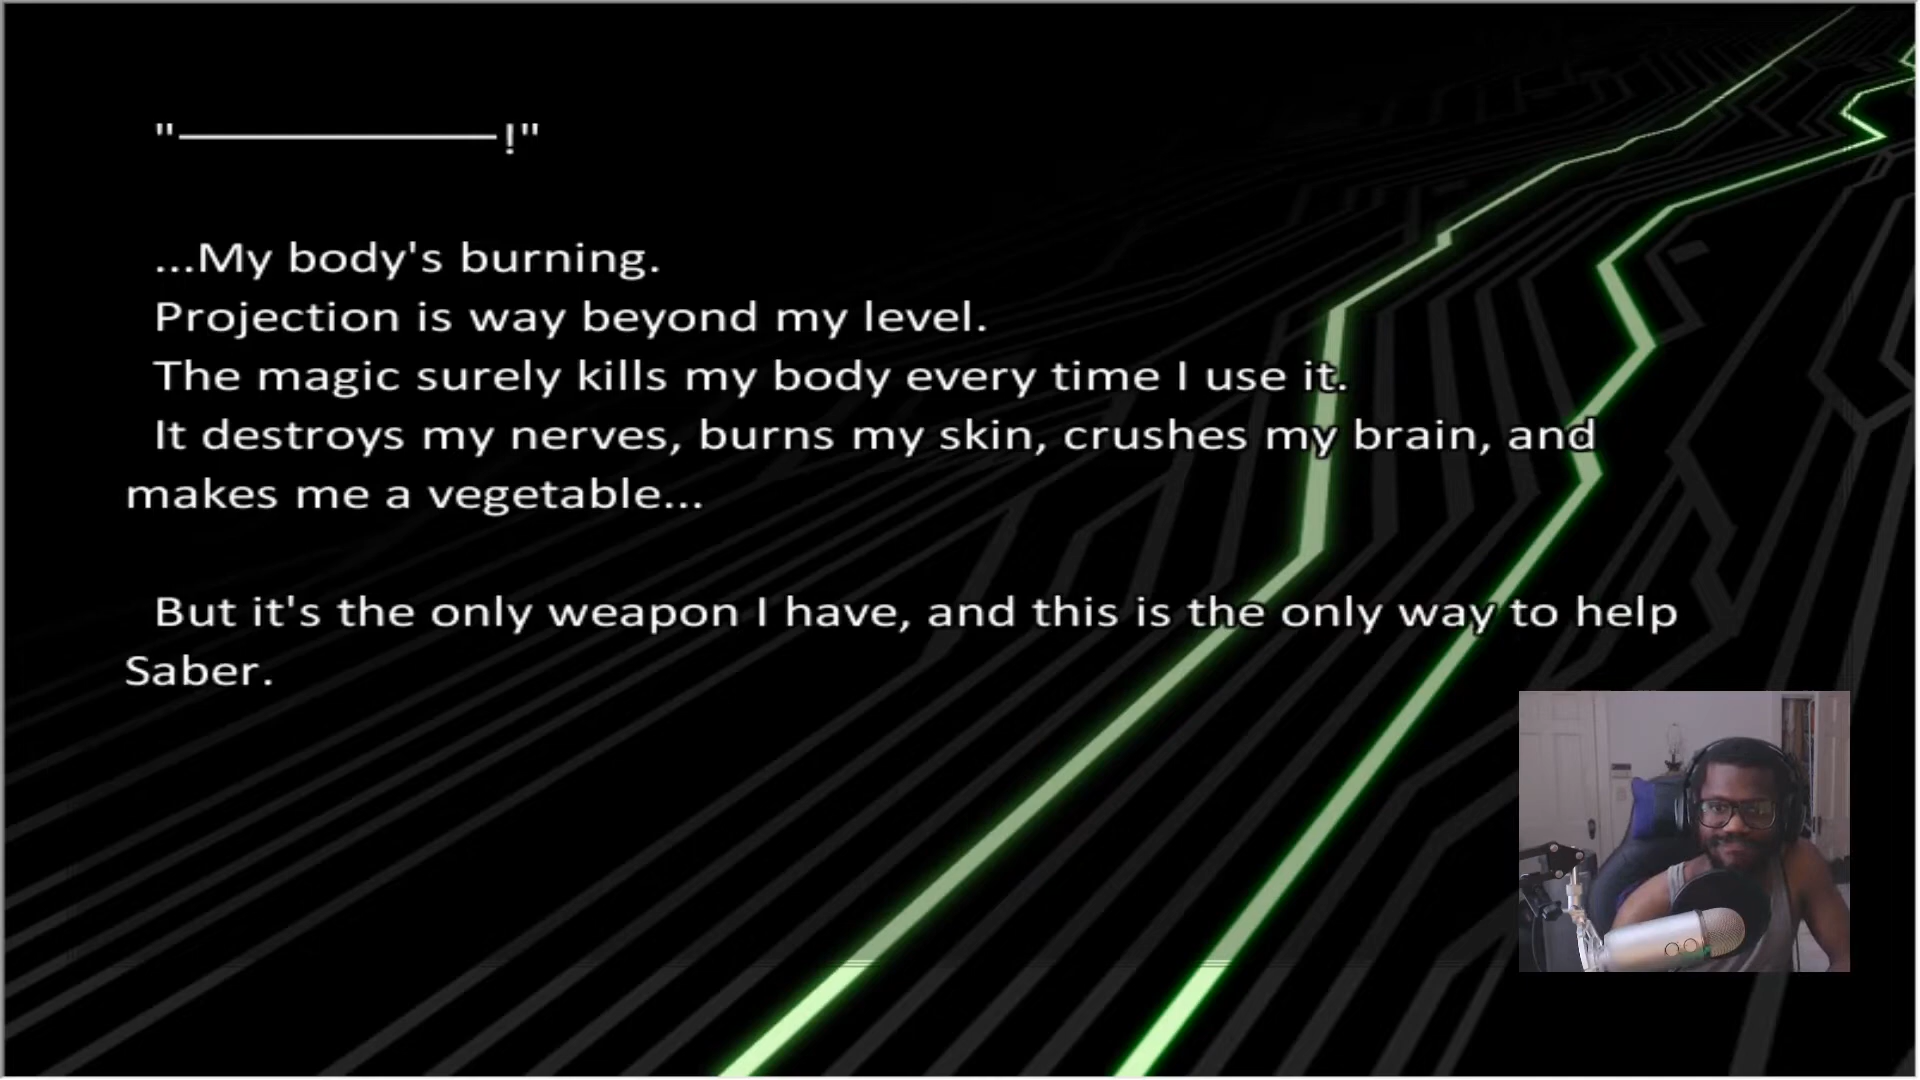 "——————————!"
...My body's burning.
Projection is way beyond my level.
The magic surely kills my body every time I use it.
It destroys my nerves, burns my skin, crushes my brain, and
makes me a vegetable...
But it's the only weapon I have, and this is the only way to help
Saber.